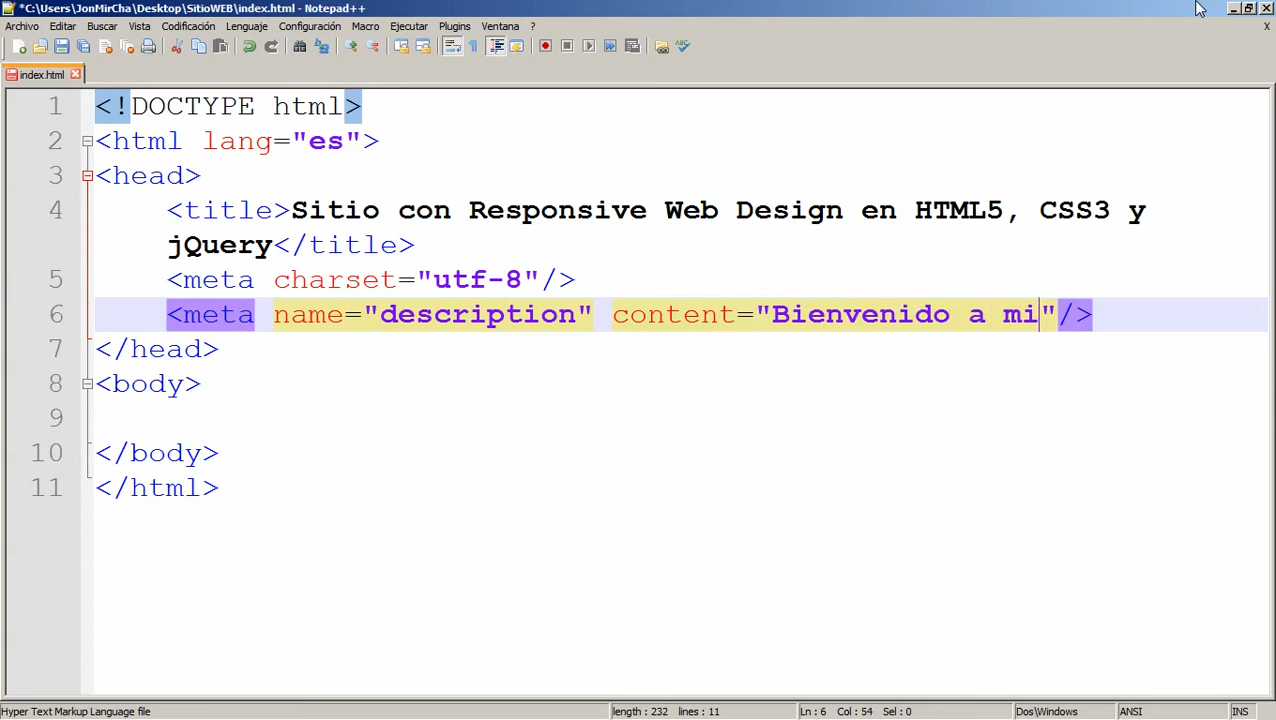 *C:\Users\JonMirCha\Desktop\SitioWEB\index.html - Notepad++
Archivo Editar Buscar Vista Codificación Lenguaje Configuración Macro Ejecutar Plugins Ventana ? X
index.html
1 <!DOCTYPE html>
2 <html lang="es">
3 <head>
4 <title>Sitio con Responsive Web Design en HTML5, CSS3 y
jQuery</title>
5 <meta charset="utf-8"/>
6 <meta name="description" content="Bienvenido a mi"/>
7 </head>
8 <body>
9
10 </body>
11 </html>
Hyper Text Markup Language file length : 232 lines : 11 Ln : 6 Col : 54 Sel : 0 Dos\Windows ANSI INS